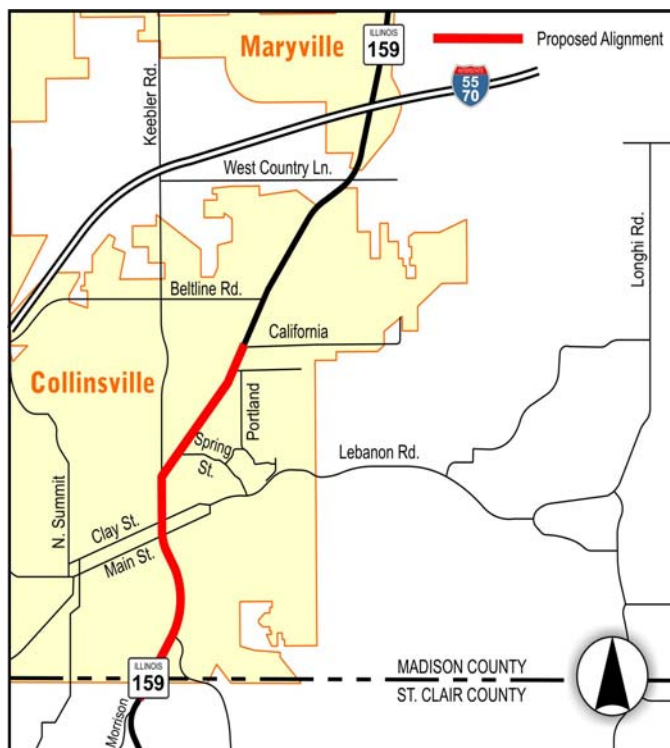 ILLINOIS
159
Proposed Alignment
Maryville
Keebler Rd.
INTERSTATE
55
70
West Country Ln.
Longhi Rd.
Beltline Rd.
California
Collinsville
Portland
Spring
St.
Lebanon Rd.
N. Summit
Clay St.
Main St.
ILLINOIS
159
MADISON COUNTY
ST. CLAIR COUNTY
Morrison